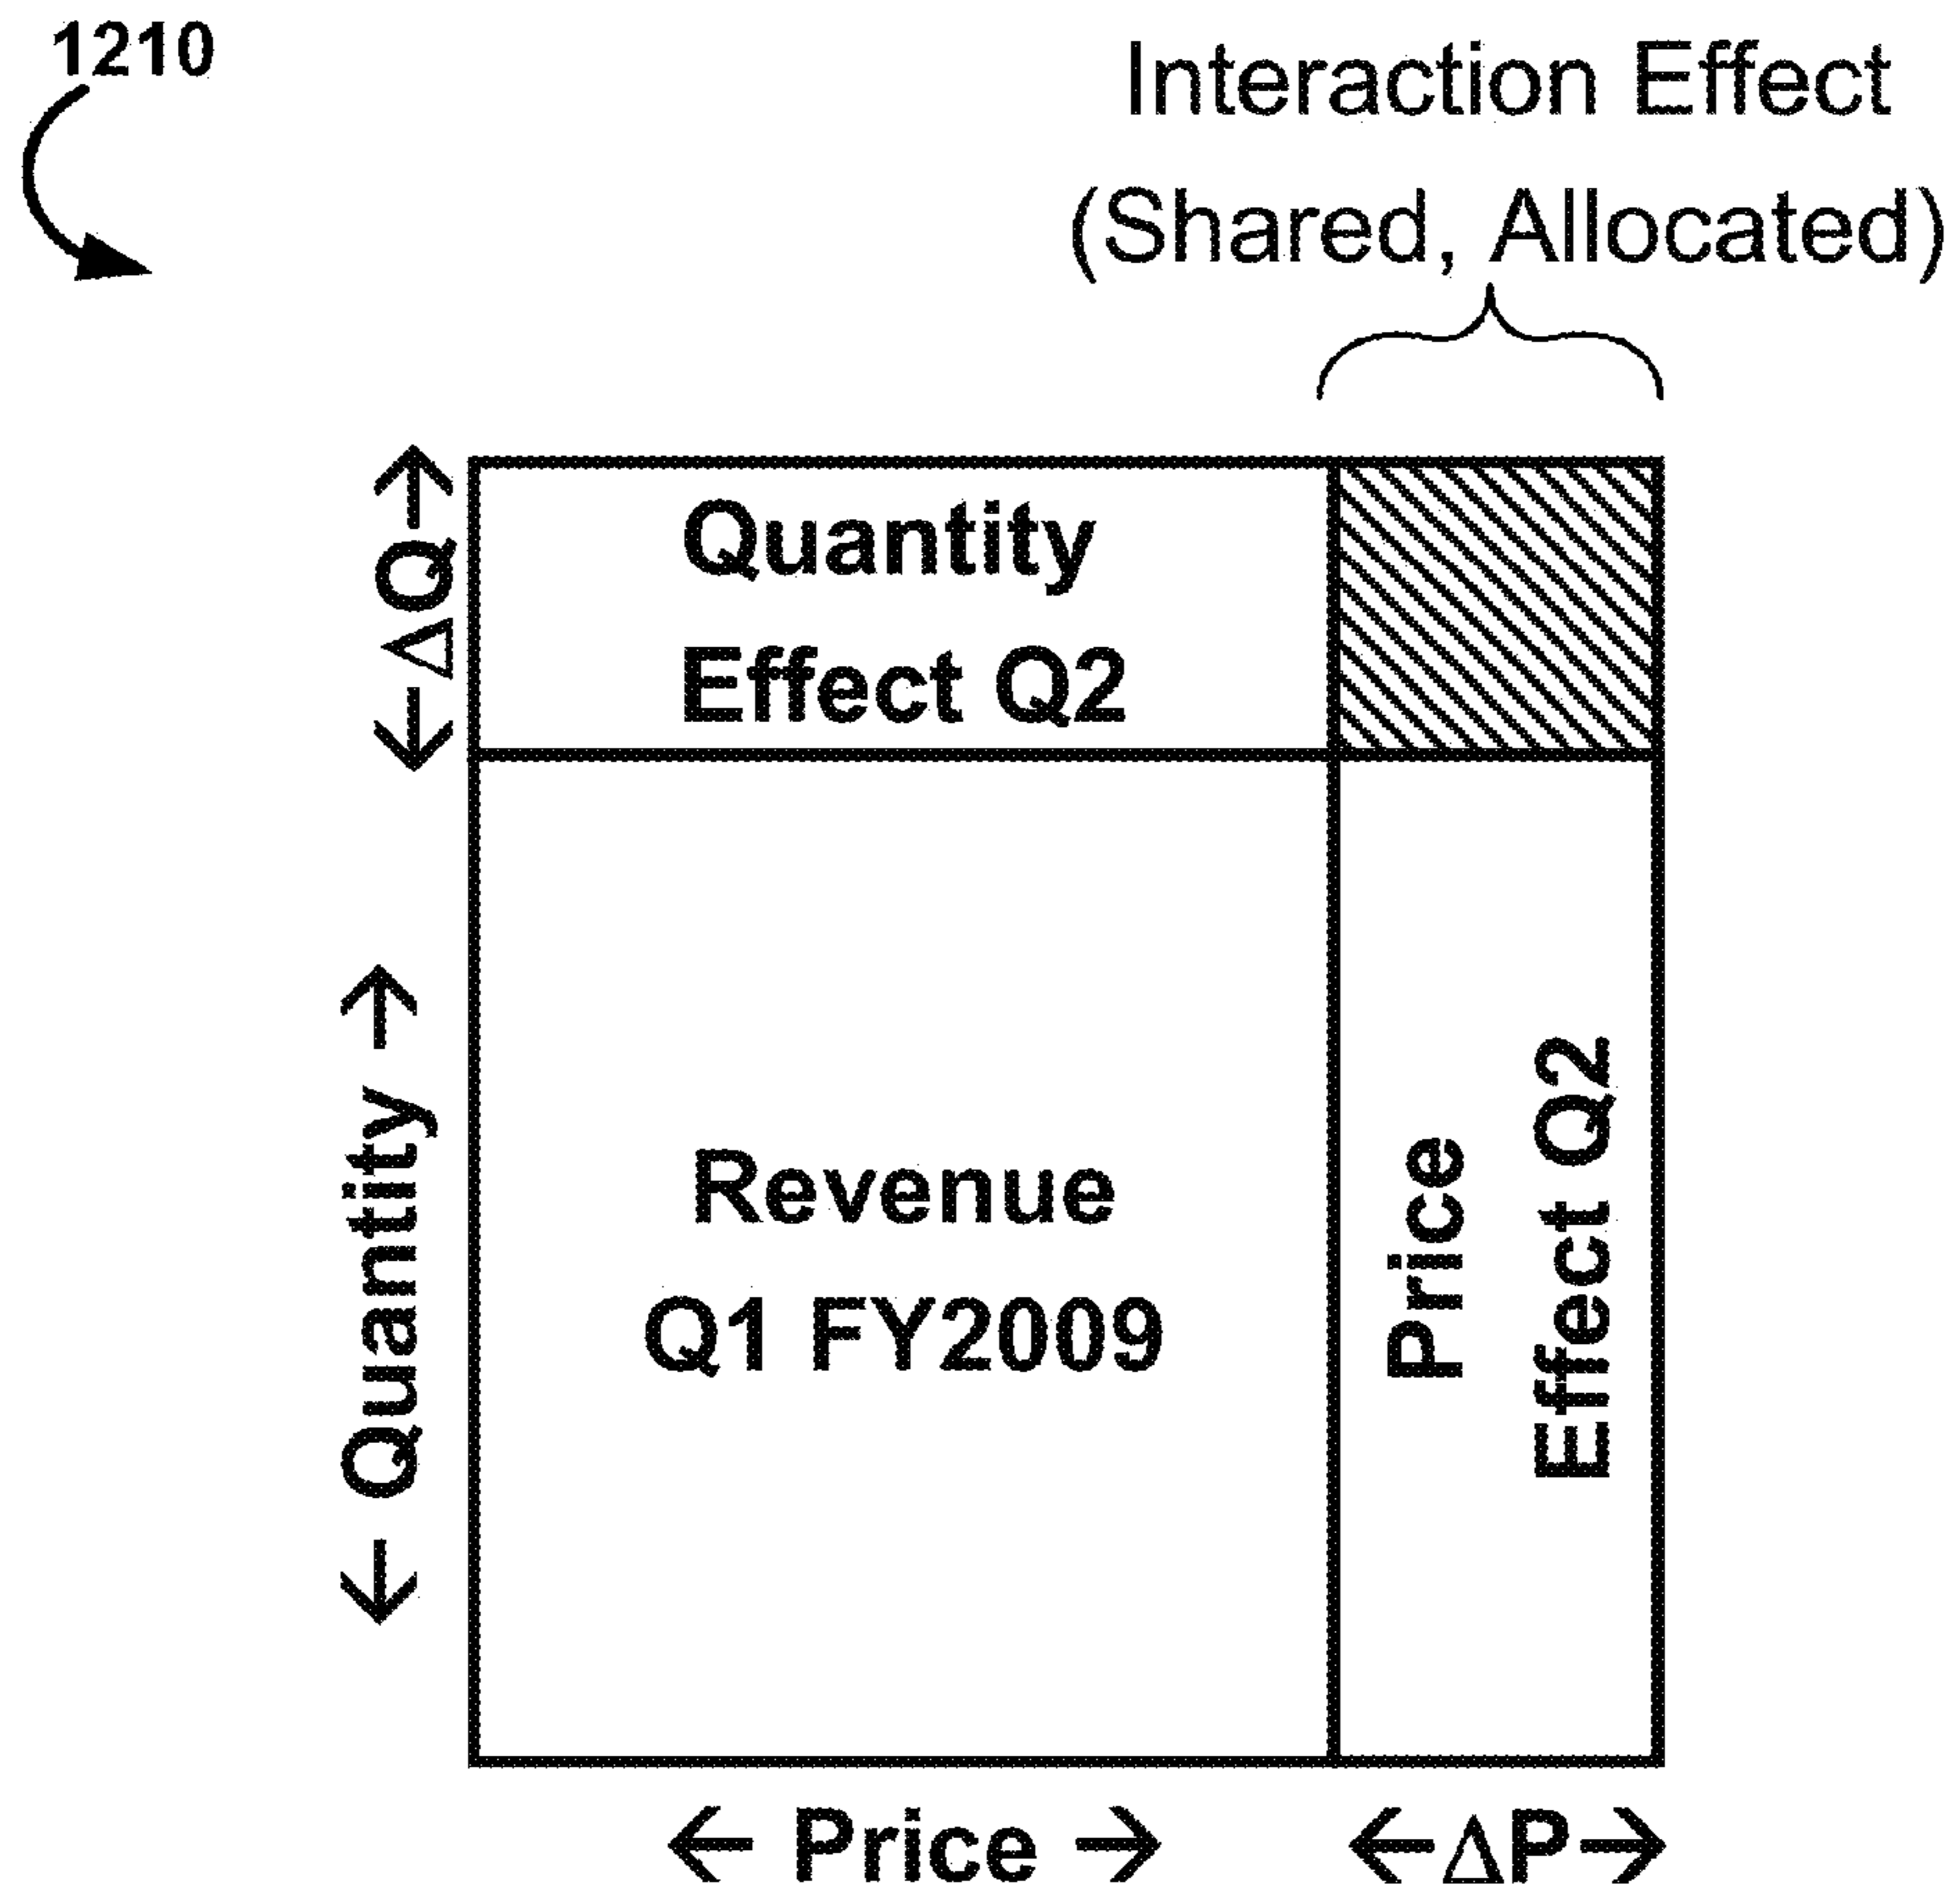 1210
Interaction Effect
(Shared, Allocated)
←ΔQ→
Quantity
Effect Q2
← Quantity →
Revenue
Q1 FY2009
Price
Effect Q2
← Price →
←ΔP→